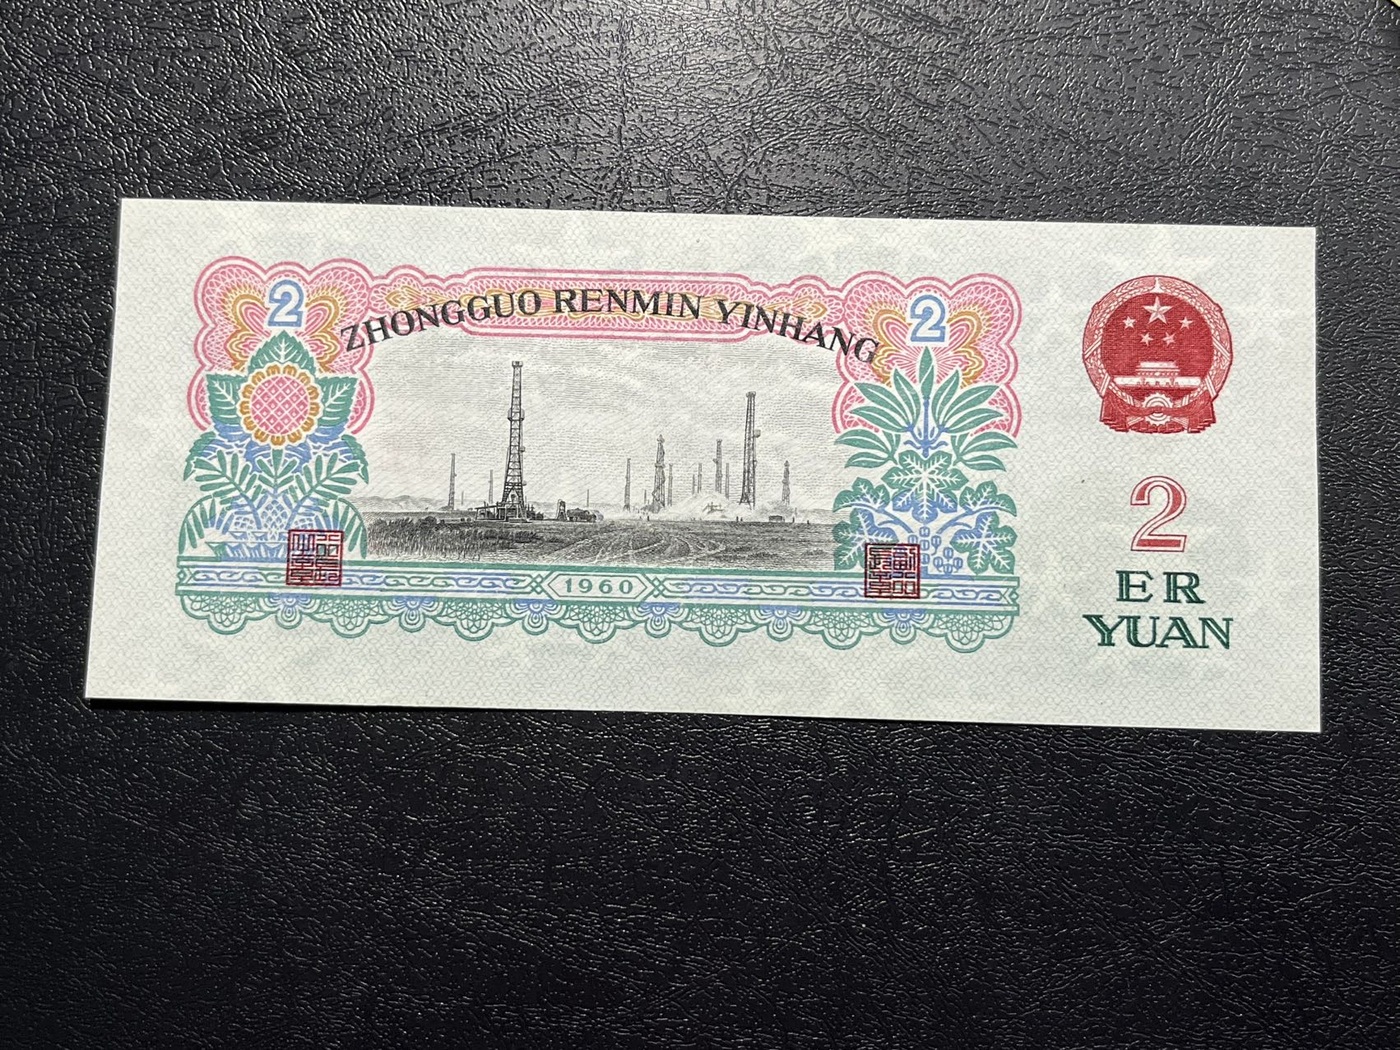 2
2
ZHONGGUO RENMIN YINHANG
1960
2
ER
YUAN